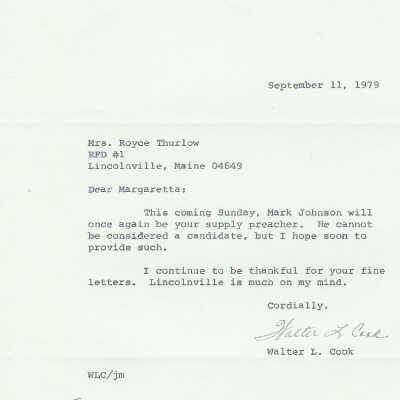 September 11, 1979
Mrs. Royce Thurlow
RFD #1
Lincolnville, Maine 04849
Dear Margaretta:
This coming Sunday, Mark Johnson will
once again be your supply preacher. He cannot
be considered a candidate, but I hope soon to
provide such.
I continue to be thankful for your fine
letters. Lincolnville is much on my mind.
Cordially,
Walter L Cook
Walter L. Cook
WLC/jm